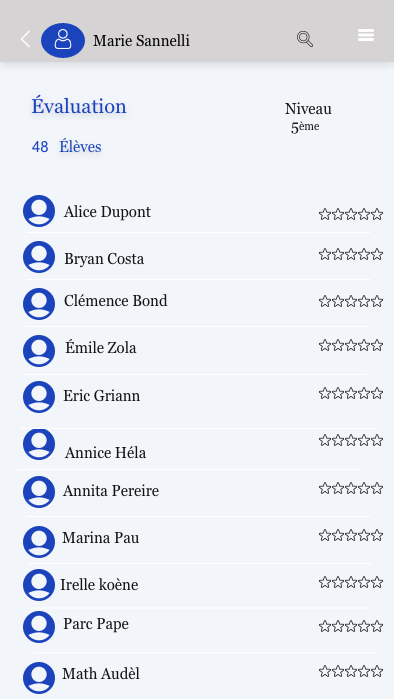 Marie Sannelli
Évaluation
Niveau
5ème
48 Élèves
Alice Dupont
Bryan Costa
Clémence Bond
Émile Zola
Eric Griann
Annice Héla
Annita Pereire
Marina Pau
Irelle koène
Parc Pape
Math Audèl